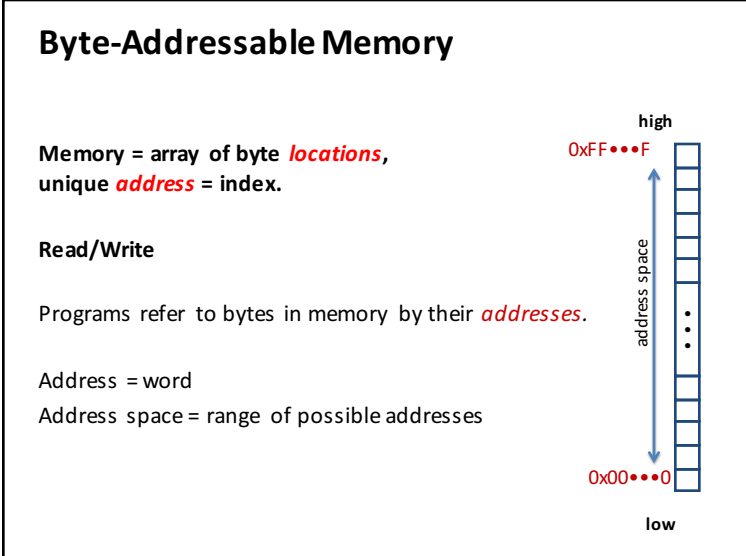 Byte-Addressable Memory
high
0xFF•••F
Memory = array of byte locations,
unique address = index.
Read/Write
address space
Programs refer to bytes in memory by their addresses.
Address = word
Address space = range of possible addresses
0x00•••0
low